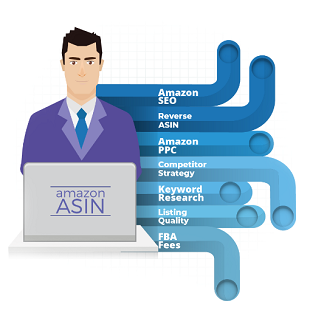 Amazon
SEO
Reverse
ASIN
Amazon
PPC
Competitor
Strategy
Keyword
Research
Listing
Quality
FBA
Fees
amazon
ASIN